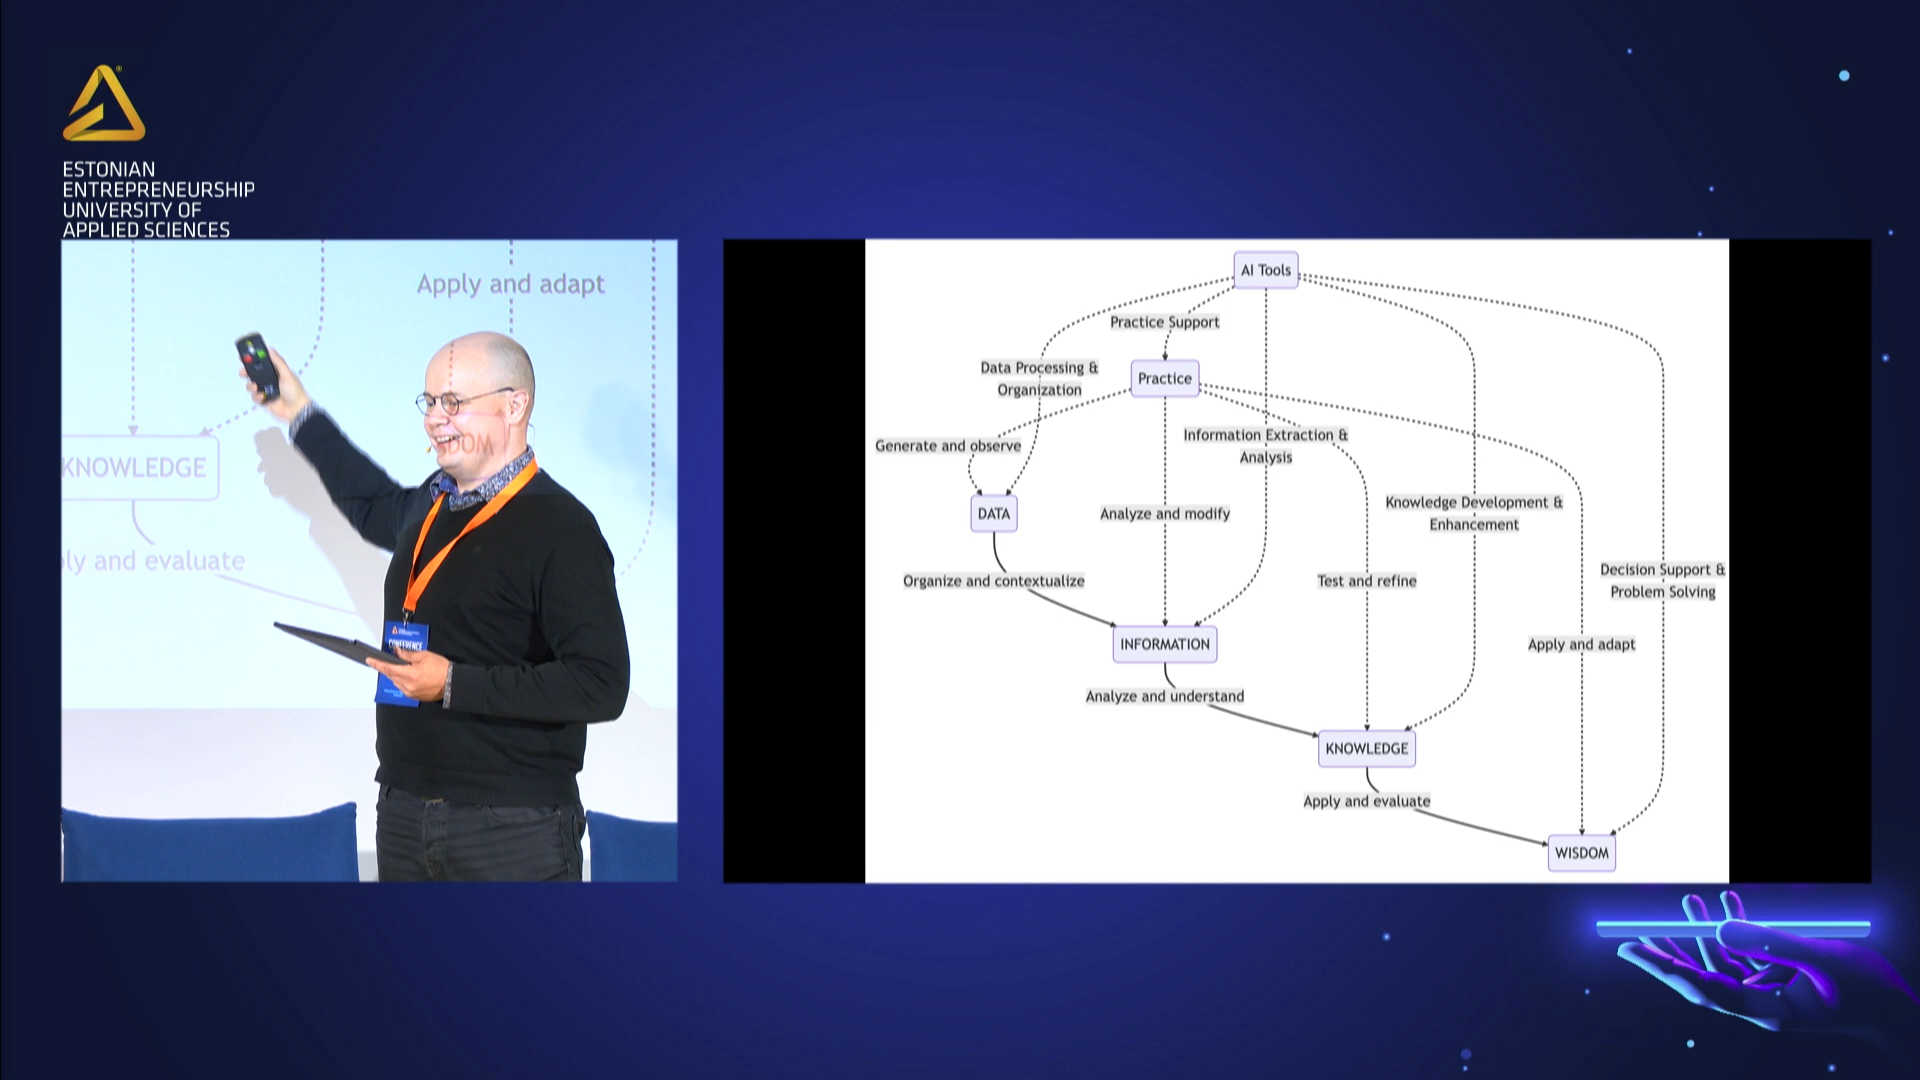 ESTONIAN
ENTREPRENEURSHIP
UNIVERSITY OF
APPLIED SCIENCES
Apply and adapt
KNOWLEDGE
ly and evaluate
OM
CONFERENCE
AI Tools
Practice Support
Data Processing &
Organization
Practice
Generate and observe
Information Extraction &
Analysis
DATA
Analyze and modify
Knowledge Development &
Enhancement
Organize and contextualize
Test and refine
Decision Support &
Problem Solving
INFORMATION
Apply and adapt
Analyze and understand
KNOWLEDGE
Apply and evaluate
WISDOM